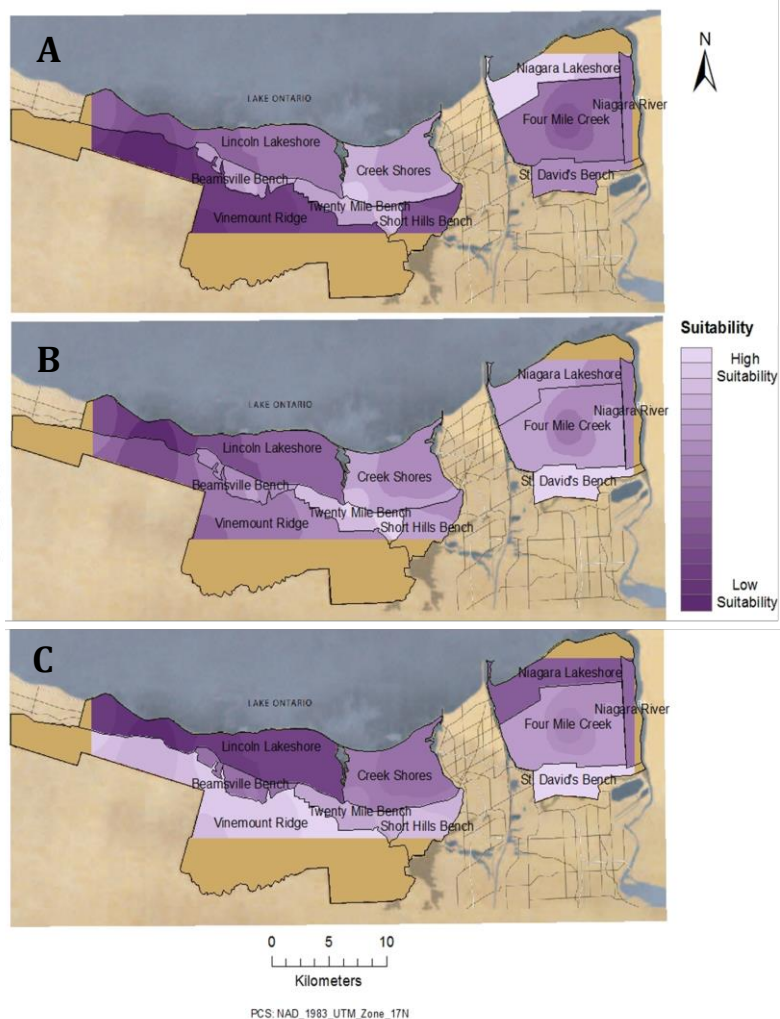 A
N
LAKE ONTARIO
Niagara Lakeshore
Niagara River
Four Mile Creek
Lincoln Lakeshore
Creek Shores
St. David's Bench
Beamsville Bench
Twenty Mile Bench
Vinemount Ridge
Short Hills Bench
B
LAKE ONTARIO
Niagara Lakeshore
Niagara River
Four Mile Creek
Lincoln Lakeshore
Creek Shores
St. David's Bench
Beamsville Bench
Twenty Mile Bench
Vinemount Ridge
Short Hills Bench
Suitability
High
Suitability
Low
Suitability
C
LAKE ONTARIO
Niagara Lakeshore
Niagara River
Four Mile Creek
Lincoln Lakeshore
Creek Shores
St. David's Bench
Beamsville Bench
Twenty Mile Bench
Vinemount Ridge
Short Hills Bench
0 5 10
Kilometers
PCS: NAD_1983_UTM_Zone_17N